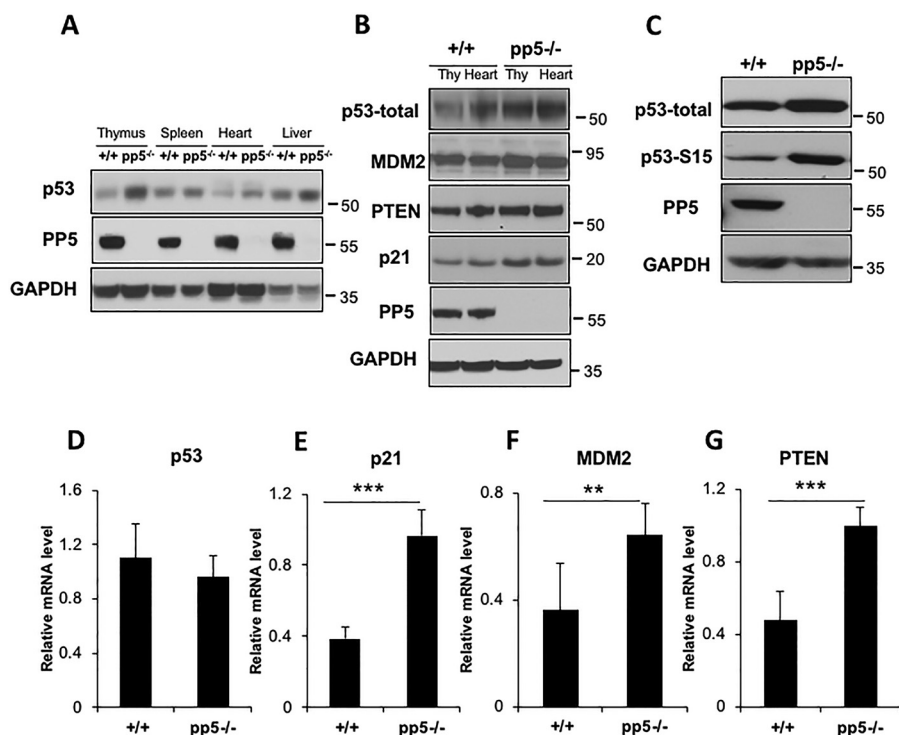 A
Thymus Spleen Heart Liver
+/+ pp5-/- +/+ pp5-/- +/+ pp5-/- +/+ pp5-/-
p53
50
PP5
55
GAPDH
35
B
+/+ pp5-/-
Thy Heart Thy Heart
p53-total
50
MDM2
95
PTEN
50
p21
20
PP5
55
GAPDH
35
C
+/+ pp5-/-
p53-total
50
p53-S15
50
PP5
55
GAPDH
35
D
p53
Relative mRNA level
1.6
1.2
0.8
0.4
0
+/+ pp5-/-
E
p21
***
Relative mRNA level
1.2
0.8
0.4
0
+/+ pp5-/-
F
MDM2
**
Relative mRNA level
0.8
0.4
0
+/+ pp5-/-
G
PTEN
***
Relative mRNA level
1.2
0.8
0.4
0
+/+ pp5-/-